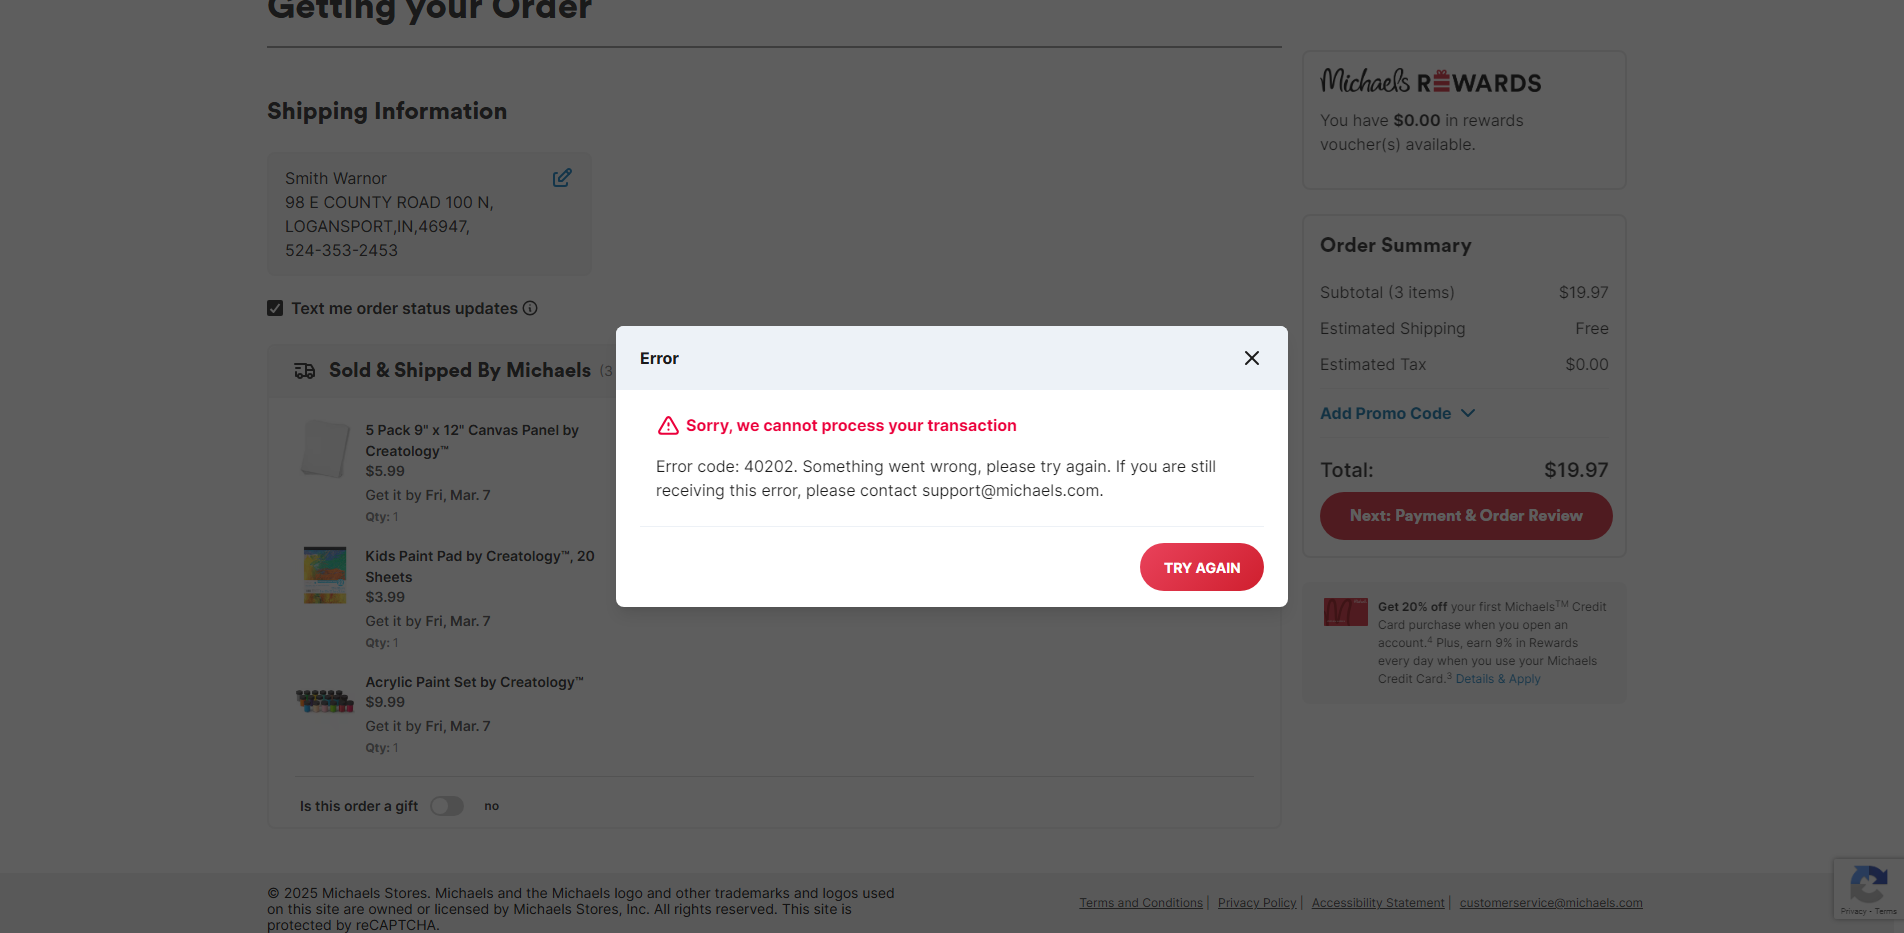 Getting your Order
Shipping Information
Smith Warnor
98 E COUNTY ROAD 100 N,
LOGANSPORT,IN,46947,
524-353-2453
Text me order status updates
Sold & Shipped By Michaels (3
5 Pack 9" x 12" Canvas Panel by
Creatology™
$5.99
Get it by Fri, Mar. 7
Qty: 1
Kids Paint Pad by Creatology™, 20
Sheets
$3.99
Get it by Fri, Mar. 7
Qty: 1
Acrylic Paint Set by Creatology™
$9.99
Get it by Fri, Mar. 7
Qty: 1
Is this order a gift no
Error
Sorry, we cannot process your transaction
Error code: 40202. Something went wrong, please try again. If you are still
receiving this error, please contact support@michaels.com.
TRY AGAIN
Michaels REWARDS
You have $0.00 in rewards
voucher(s) available.
Order Summary
Subtotal (3 items) $19.97
Estimated Shipping Free
Estimated Tax $0.00
Add Promo Code
Total: $19.97
Next: Payment & Order Review
Get 20% off your first Michaels™ Credit
Card purchase when you open an
account.⁴ Plus, earn 9% in Rewards
every day when you use your Michaels
Credit Card.³ Details & Apply
© 2025 Michaels Stores. Michaels and the Michaels logo and other trademarks and logos used
on this site are owned or licensed by Michaels Stores, Inc. All rights reserved. This site is
protected by reCAPTCHA.
Terms and Conditions | Privacy Policy | Accessibility Statement | customerservice@michaels.com
Privacy - Terms